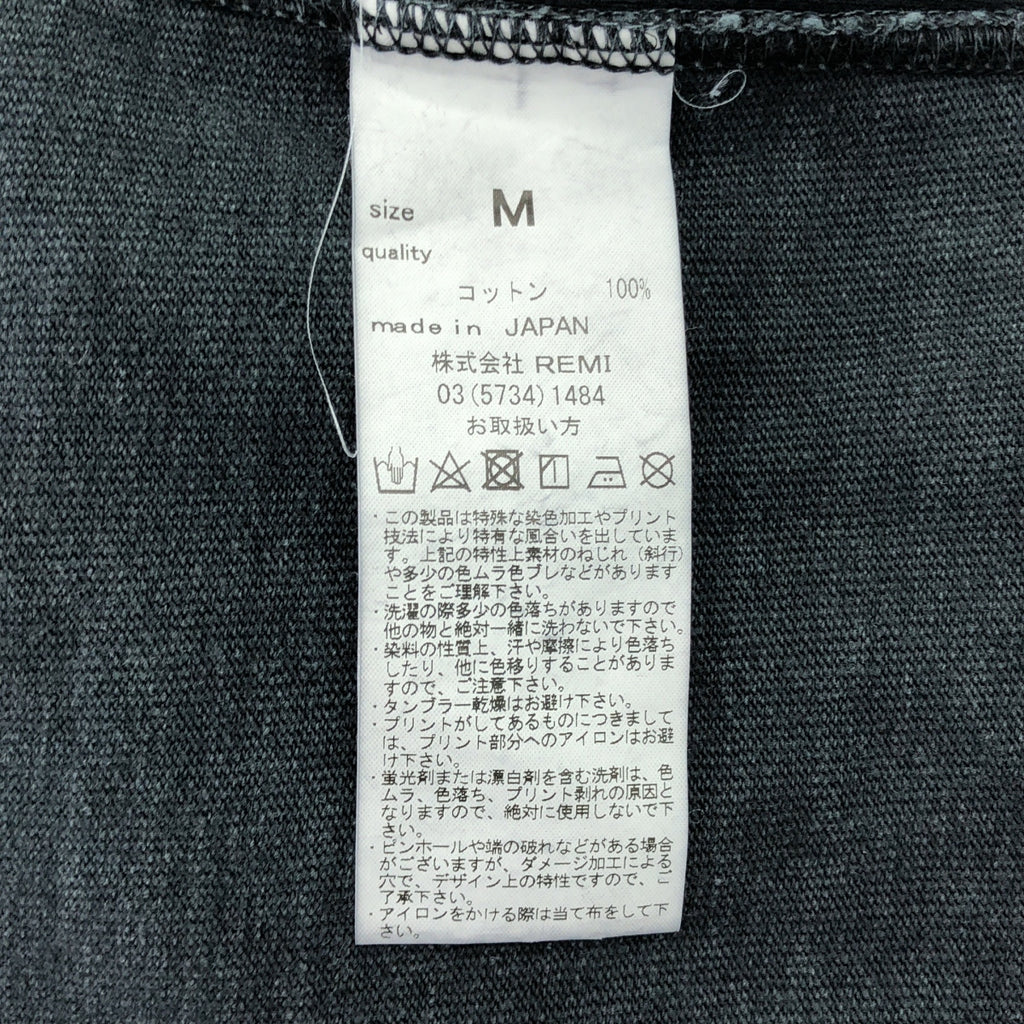 size M
quality
コットン 100%
made in JAPAN
株式会社 REMI
03(5734)1484
お取扱い方
・この製品は特殊な染色加工やプリント
技法により特有な風合いを出していま
す。上記の特性上素材のねじれ（斜行）
や多少の色ムラ色ブレなどがあります
ことをご理解下さい。
・洗濯の際多少の色落ちがありますので
他の物と絶対一緒に洗わないで下さい。
・染料の性質上、汗や摩擦により色落ち
したり、他に色移りすることがありま
すので、ご注意下さい。
・タンブラー乾燥はお避け下さい。
・プリントがしてあるものにつきまして
は、プリント部分へのアイロンはお避
け下さい。
・蛍光剤または漂白剤を含む洗剤は、色
ムラ、色落ち、プリント剥れの原因と
なりますので、絶対に使用しないで下
さい。
・ピンホールや端の破れなどがある場合
がございますが、ダメージ加工による
穴で、デザイン上の特性ですので、ご
了承下さい。
・アイロンをかける際は当て布をして下
さい。